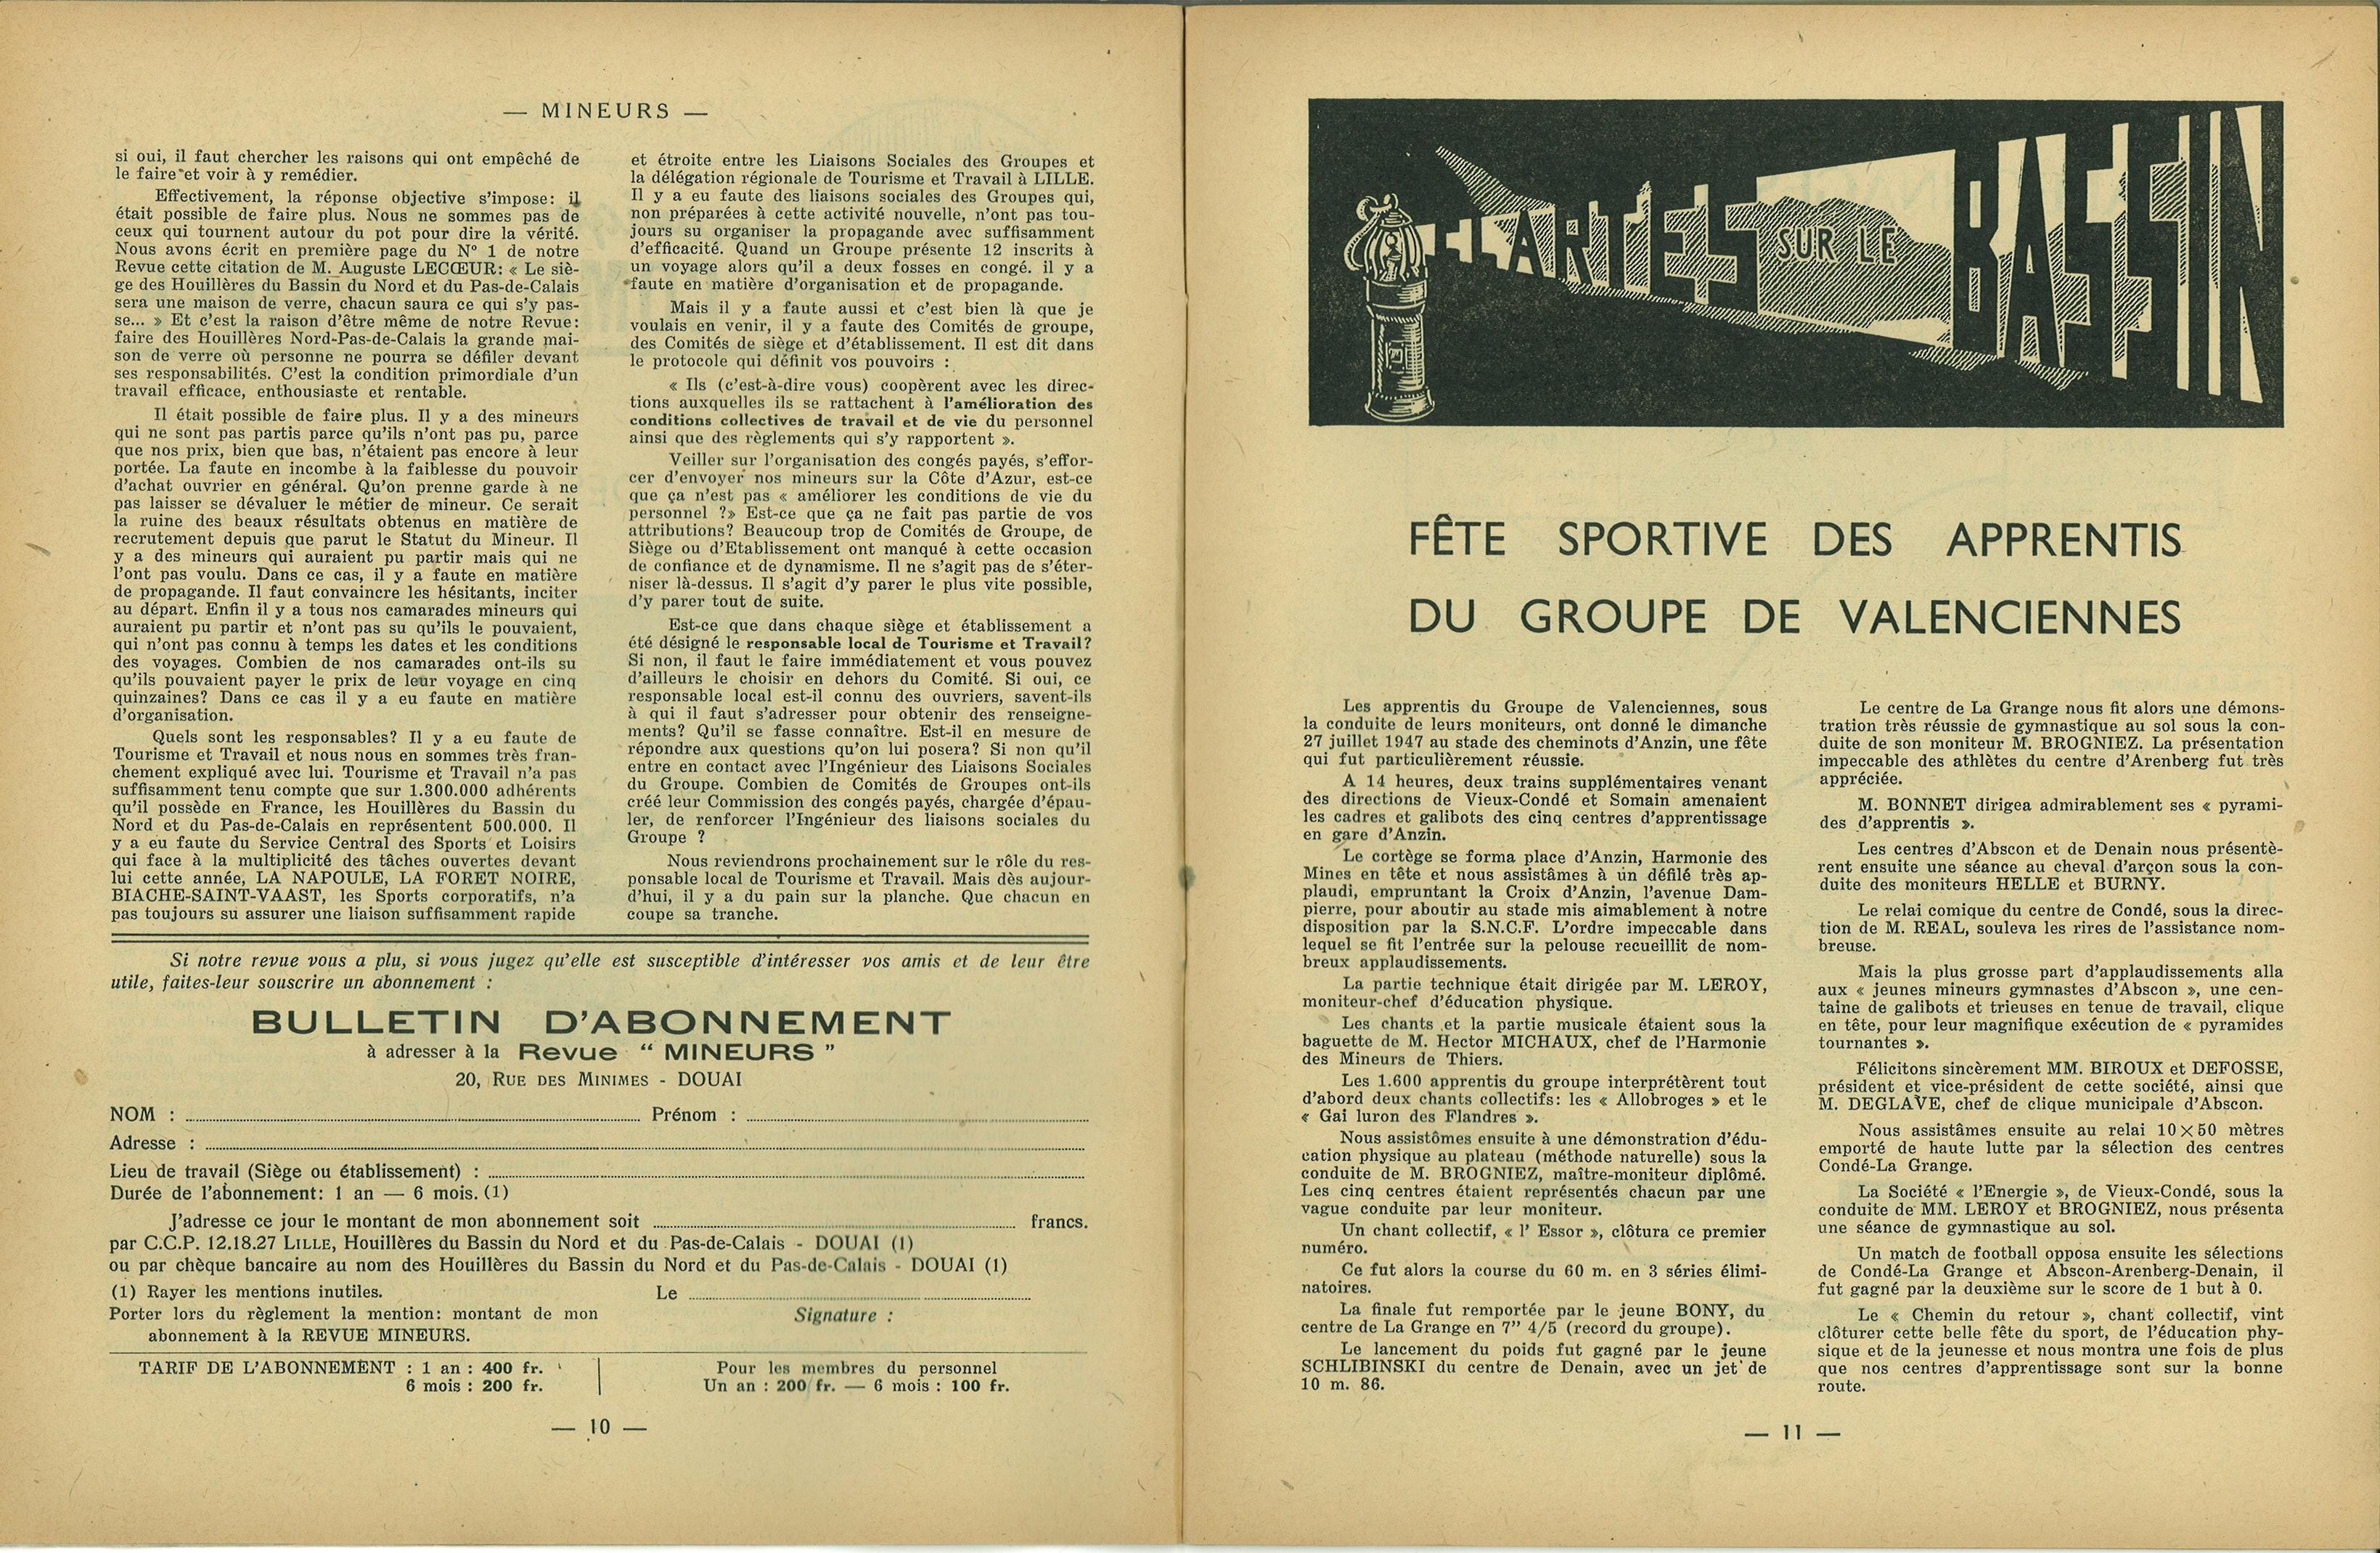 — MINEURS —
si oui, il faut chercher les raisons qui ont empêché de
le faire et voir à y remédier.
Effectivement, la réponse objective s'impose: il
était possible de faire plus. Nous ne sommes pas de
ceux qui tournent autour du pot pour dire la vérité.
Nous avons écrit en première page du N° 1 de notre
Revue cette citation de M. Auguste LECŒUR: « Le siè-
ge des Houillères du Bassin du Nord et du Pas-de-Calais
sera une maison de verre, chacun saura ce qui s'y pas-
se... » Et c'est la raison d'être même de notre Revue:
faire des Houillères Nord-Pas-de-Calais la grande mai-
son de verre où personne ne pourra se défiler devant
ses responsabilités. C'est la condition primordiale d'un
travail efficace, enthousiaste et rentable.
Il était possible de faire plus. Il y a des mineurs
qui ne sont pas partis parce qu'ils n'ont pas pu, parce
que nos prix, bien que bas, n'étaient pas encore à leur
portée. La faute en incombe à la faiblesse du pouvoir
d'achat ouvrier en général. Qu'on prenne garde à ne
pas laisser se dévaluer le métier de mineur. Ce serait
la ruine des beaux résultats obtenus en matière de
recrutement depuis que parut le Statut du Mineur. Il
y a des mineurs qui auraient pu partir mais qui ne
l'ont pas voulu. Dans ce cas, il y a faute en matière
de propagande. Il faut convaincre les hésitants, inciter
au départ. Enfin il y a tous nos camarades mineurs qui
auraient pu partir et n'ont pas su qu'ils le pouvaient,
qui n'ont pas connu à temps les dates et les conditions
des voyages. Combien de nos camarades ont-ils su
qu'ils pouvaient payer le prix de leur voyage en cinq
quinzaines? Dans ce cas il y a eu faute en matière
d'organisation.
Quels sont les responsables? Il y a eu faute de
Tourisme et Travail et nous nous en sommes très fran-
chement expliqué avec lui. Tourisme et Travail n'a pas
suffisamment tenu compte que sur 1.300.000 adhérents
qu'il possède en France, les Houillères du Bassin du
Nord et du Pas-de-Calais en représentent 500.000. Il
y a eu faute du Service Central des Sports et Loisirs
qui face à la multiplicité des tâches ouvertes devant
lui cette année, LA NAPOULE, LA FORET NOIRE,
BIACHE-SAINT-VAAST, les Sports corporatifs, n'a
pas toujours su assurer une liaison suffisamment rapide
et étroite entre les Liaisons Sociales des Groupes et
la délégation régionale de Tourisme et Travail à LILLE.
Il y a eu faute des liaisons sociales des Groupes qui,
non préparées à cette activité nouvelle, n'ont pas tou-
jours su organiser la propagande avec suffisamment
d'efficacité. Quand un Groupe présente 12 inscrits à
un voyage alors qu'il a deux fosses en congé. il y a
faute en matière d'organisation et de propagande.
Mais il y a faute aussi et c'est bien là que je
voulais en venir, il y a faute des Comités de groupe,
des Comités de siège et d'établissement. Il est dit dans
le protocole qui définit vos pouvoirs :
« Ils (c'est-à-dire vous) coopèrent avec les direc-
tions auxquelles ils se rattachent à l'amélioration des
conditions collectives de travail et de vie du personnel
ainsi que des règlements qui s'y rapportent ».
Veiller sur l'organisation des congés payés, s'effor-
cer d'envoyer nos mineurs sur la Côte d'Azur, est-ce
que ça n'est pas « améliorer les conditions de vie du
personnel ?» Est-ce que ça ne fait pas partie de vos
attributions? Beaucoup trop de Comités de Groupe, de
Siège ou d'Etablissement ont manqué à cette occasion
de confiance et de dynamisme. Il ne s'agit pas de s'éter-
niser là-dessus. Il s'agit d'y parer le plus vite possible,
d'y parer tout de suite.
Est-ce que dans chaque siège et établissement a
été désigné le responsable local de Tourisme et Travail?
Si non, il faut le faire immédiatement et vous pouvez
d'ailleurs le choisir en dehors du Comité. Si oui, ce
responsable local est-il connu des ouvriers, savent-ils
à qui il faut s'adresser pour obtenir des renseigne-
ments? Qu'il se fasse connaître. Est-il en mesure de
répondre aux questions qu'on lui posera? Si non qu'il
entre en contact avec l'Ingénieur des Liaisons Sociales
du Groupe. Combien de Comités de Groupes ont-ils
créé leur Commission des congés payés, chargée d'épau-
ler, de renforcer l'Ingénieur des liaisons sociales du
Groupe ?
Nous reviendrons prochainement sur le rôle du res-
ponsable local de Tourisme et Travail. Mais dès aujour-
d'hui, il y a du pain sur la planche. Que chacun en
coupe sa tranche.
Si notre revue vous a plu, si vous jugez qu'elle est susceptible d'intéresser vos amis et de leur être
utile, faites-leur souscrire un abonnement :
BULLETIN D'ABONNEMENT
à adresser à la Revue " MINEURS "
20, RUE DES MINIMES - DOUAI
NOM : Prénom :
Adresse :
Lieu de travail (Siège ou établissement) :
Durée de l'abonnement: 1 an — 6 mois. (1)
J'adresse ce jour le montant de mon abonnement soit francs.
par C.C.P. 12.18.27 LILLE, Houillères du Bassin du Nord et du Pas-de-Calais - DOUAI (1)
ou par chèque bancaire au nom des Houillères du Bassin du Nord et du Pas-de-Calais - DOUAI (1)
(1) Rayer les mentions inutiles. Le
Porter lors du règlement la mention: montant de mon Signature :
abonnement à la REVUE MINEURS.
TARIF DE L'ABONNEMENT : 1 an : 400 fr.
6 mois : 200 fr.
Pour les membres du personnel
Un an : 200 fr. — 6 mois : 100 fr.
— 10 —
CLARTÉS SUR LE BASSIN
FÊTE SPORTIVE DES APPRENTIS
DU GROUPE DE VALENCIENNES
Les apprentis du Groupe de Valenciennes, sous
la conduite de leurs moniteurs, ont donné le dimanche
27 juillet 1947 au stade des cheminots d'Anzin, une fête
qui fut particulièrement réussie.
A 14 heures, deux trains supplémentaires venant
des directions de Vieux-Condé et Somain amenaient
les cadres et galibots des cinq centres d'apprentissage
en gare d'Anzin.
Le cortège se forma place d'Anzin, Harmonie des
Mines en tête et nous assistâmes à un défilé très ap-
plaudi, empruntant la Croix d'Anzin, l'avenue Dam-
pierre, pour aboutir au stade mis aimablement à notre
disposition par la S.N.C.F. L'ordre impeccable dans
lequel se fit l'entrée sur la pelouse recueillit de nom-
breux applaudissements.
La partie technique était dirigée par M. LEROY,
moniteur-chef d'éducation physique.
Les chants et la partie musicale étaient sous la
baguette de M. Hector MICHAUX, chef de l'Harmonie
des Mineurs de Thiers.
Les 1.600 apprentis du groupe interprétèrent tout
d'abord deux chants collectifs: les « Allobroges » et le
« Gai luron des Flandres ».
Nous assistômes ensuite à une démonstration d'édu-
cation physique au plateau (méthode naturelle) sous la
conduite de M. BROGNIEZ, maître-moniteur diplômé.
Les cinq centres étaient représentés chacun par une
vague conduite par leur moniteur.
Un chant collectif, « l' Essor », clôtura ce premier
numéro.
Ce fut alors la course du 60 m. en 3 séries élimi-
natoires.
La finale fut remportée par le jeune BONY, du
centre de La Grange en 7" 4/5 (record du groupe).
Le lancement du poids fut gagné par le jeune
SCHLIBINSKI du centre de Denain, avec un jet de
10 m. 86.
Le centre de La Grange nous fit alors une démons-
tration très réussie de gymnastique au sol sous la con-
duite de son moniteur M. BROGNIEZ. La présentation
impeccable des athlètes du centre d'Arenberg fut très
appréciée.
M. BONNET dirigea admirablement ses « pyrami-
des d'apprentis ».
Les centres d'Abscon et de Denain nous présentè-
rent ensuite une séance au cheval d'arçon sous la con-
duite des moniteurs HELLE et BURNY.
Le relai comique du centre de Condé, sous la direc-
tion de M. REAL, souleva les rires de l'assistance nom-
breuse.
Mais la plus grosse part d'applaudissements alla
aux « jeunes mineurs gymnastes d'Abscon », une cen-
taine de galibots et trieuses en tenue de travail, clique
en tête, pour leur magnifique exécution de « pyramides
tournantes ».
Félicitons sincèrement MM. BIROUX et DEFOSSE,
président et vice-président de cette société, ainsi que
M. DEGLAVE, chef de clique municipale d'Abscon.
Nous assistâmes ensuite au relai 10×50 mètres
emporté de haute lutte par la sélection des centres
Condé-La Grange.
La Société « l'Energie », de Vieux-Condé, sous la
conduite de MM. LEROY et BROGNIEZ, nous présenta
une séance de gymnastique au sol.
Un match de football opposa ensuite les sélections
de Condé-La Grange et Abscon-Arenberg-Denain, il
fut gagné par la deuxième sur le score de 1 but à 0.
Le « Chemin du retour », chant collectif, vint
clôturer cette belle fête du sport, de l'éducation phy-
sique et de la jeunesse et nous montra une fois de plus
que nos centres d'apprentissage sont sur la bonne
route.
— 11 —